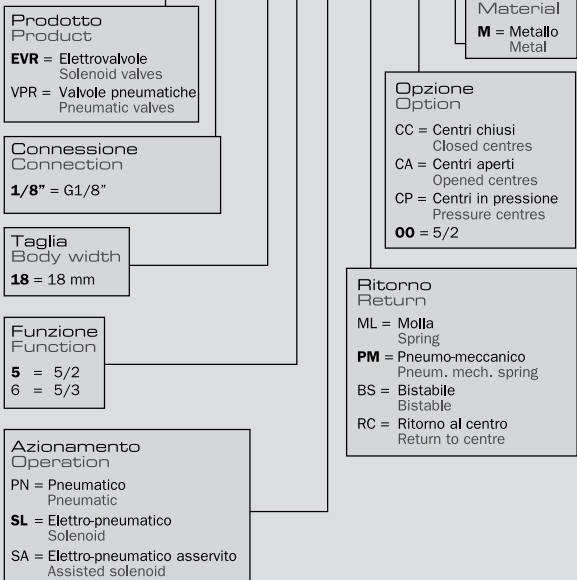 Prodotto
Product
EVR = Elettrovalvole
Solenoid valves
VPR = Valvole pneumatiche
Pneumatic valves
Connessione
Connection
1/8” = G1/8”
Taglia
Body width
18 = 18 mm
Funzione
Function
5 = 5/2
6 = 5/3
Azionamento
Operation
PN = Pneumatico
Pneumatic
SL = Elettro-pneumatico
Solenoid
SA = Elettro-pneumatico asservito
Assisted solenoid
Material
M = Metallo
Metal
Opzione
Option
CC = Centri chiusi
Closed centres
CA = Centri aperti
Opened centres
CP = Centri in pressione
Pressure centres
00 = 5/2
Ritorno
Return
ML = Molla
Spring
PM = Pneumo-meccanico
Pneum. mech. spring
BS = Bistabile
Bistable
RC = Ritorno al centro
Return to centre